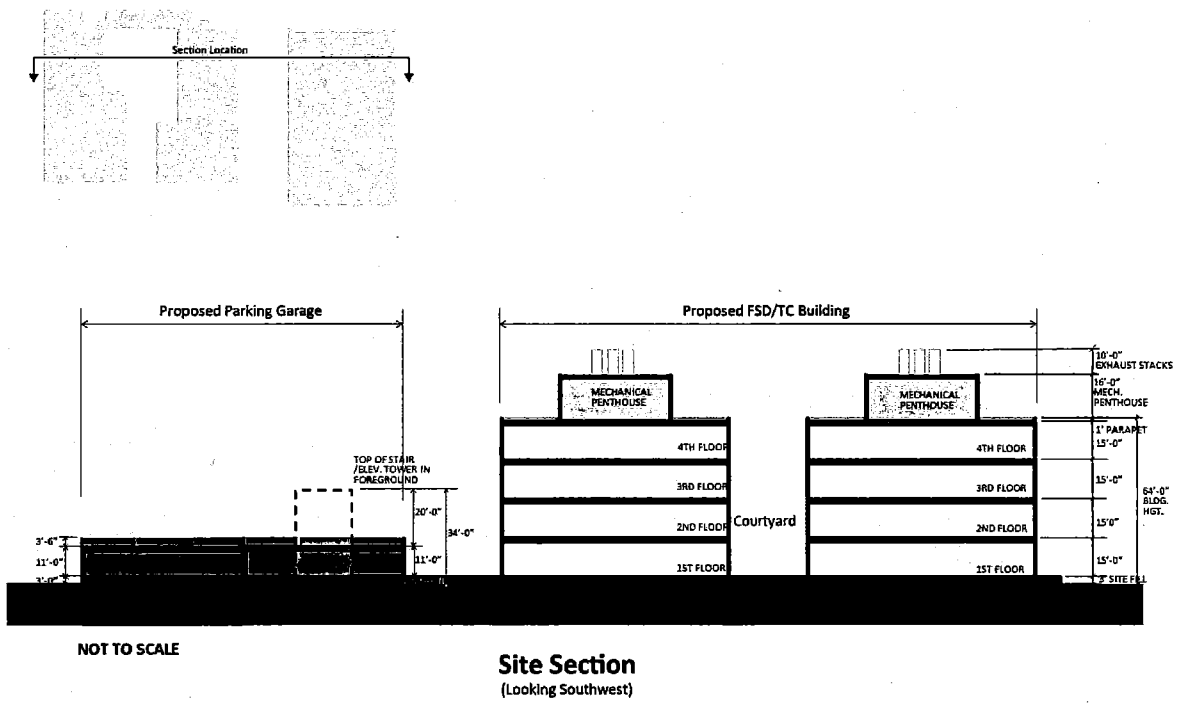 Section Location
Proposed Parking Garage
Proposed FSD/TC Building
10'-0"
EXHAUST STACKS
16'-0"
MECH.
PENTHOUSE
MECHANICAL
PENTHOUSE
MECHANICAL
PENTHOUSE
1' PARAPET
15'-0"
4TH FLOOR
4TH FLOOR
TOP OF STAIR
/ELEV. TOWER IN
FOREGROUND
3RD FLOOR
3RD FLOOR
15'-0"
64'-0"
BLDG.
HGT.
20'-0"
34'-0"
2ND FLOOR
Courtyard
2ND FLOOR
15'0"
3'-6"
11'-0"
11'-0"
1ST FLOOR
1ST FLOOR
15'-0"
3'-0"
3' SITE FILL
NOT TO SCALE
Site Section
(Looking Southwest)